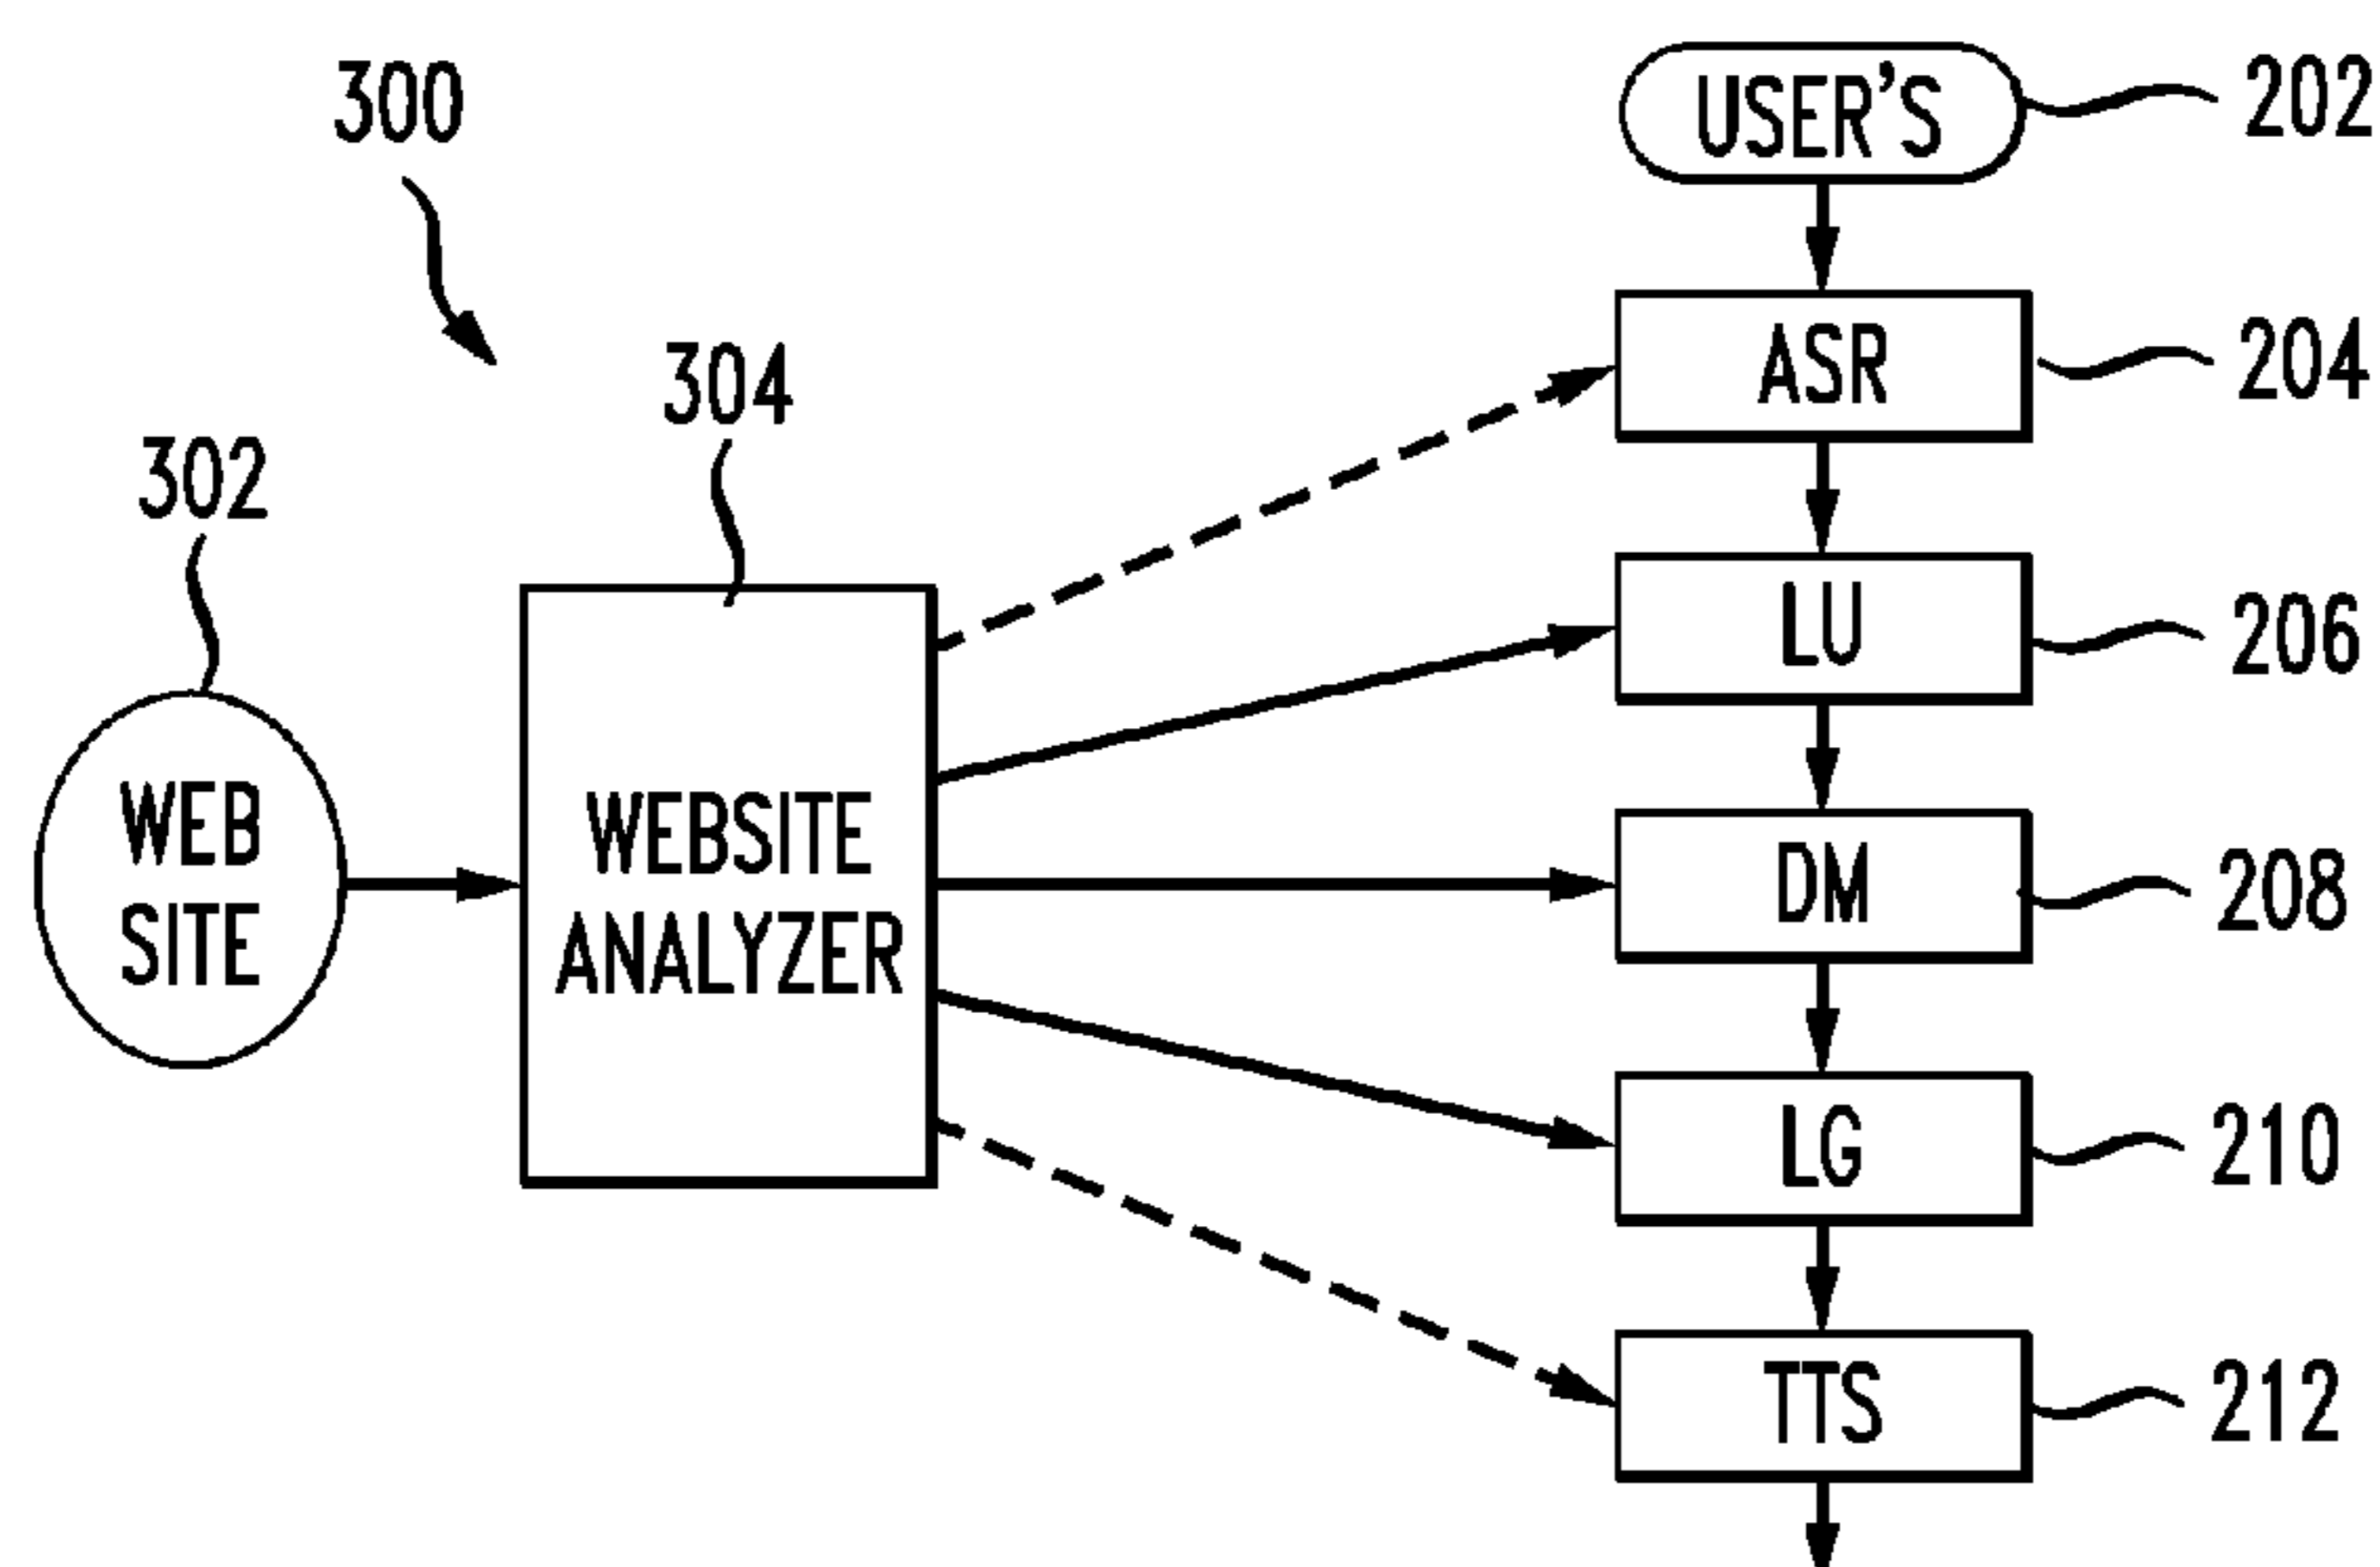 300
USER'S
202
ASR
204
304
302
LU
206
WEB
SITE
WEBSITE
ANALYZER
DM
208
LG
210
TTS
212